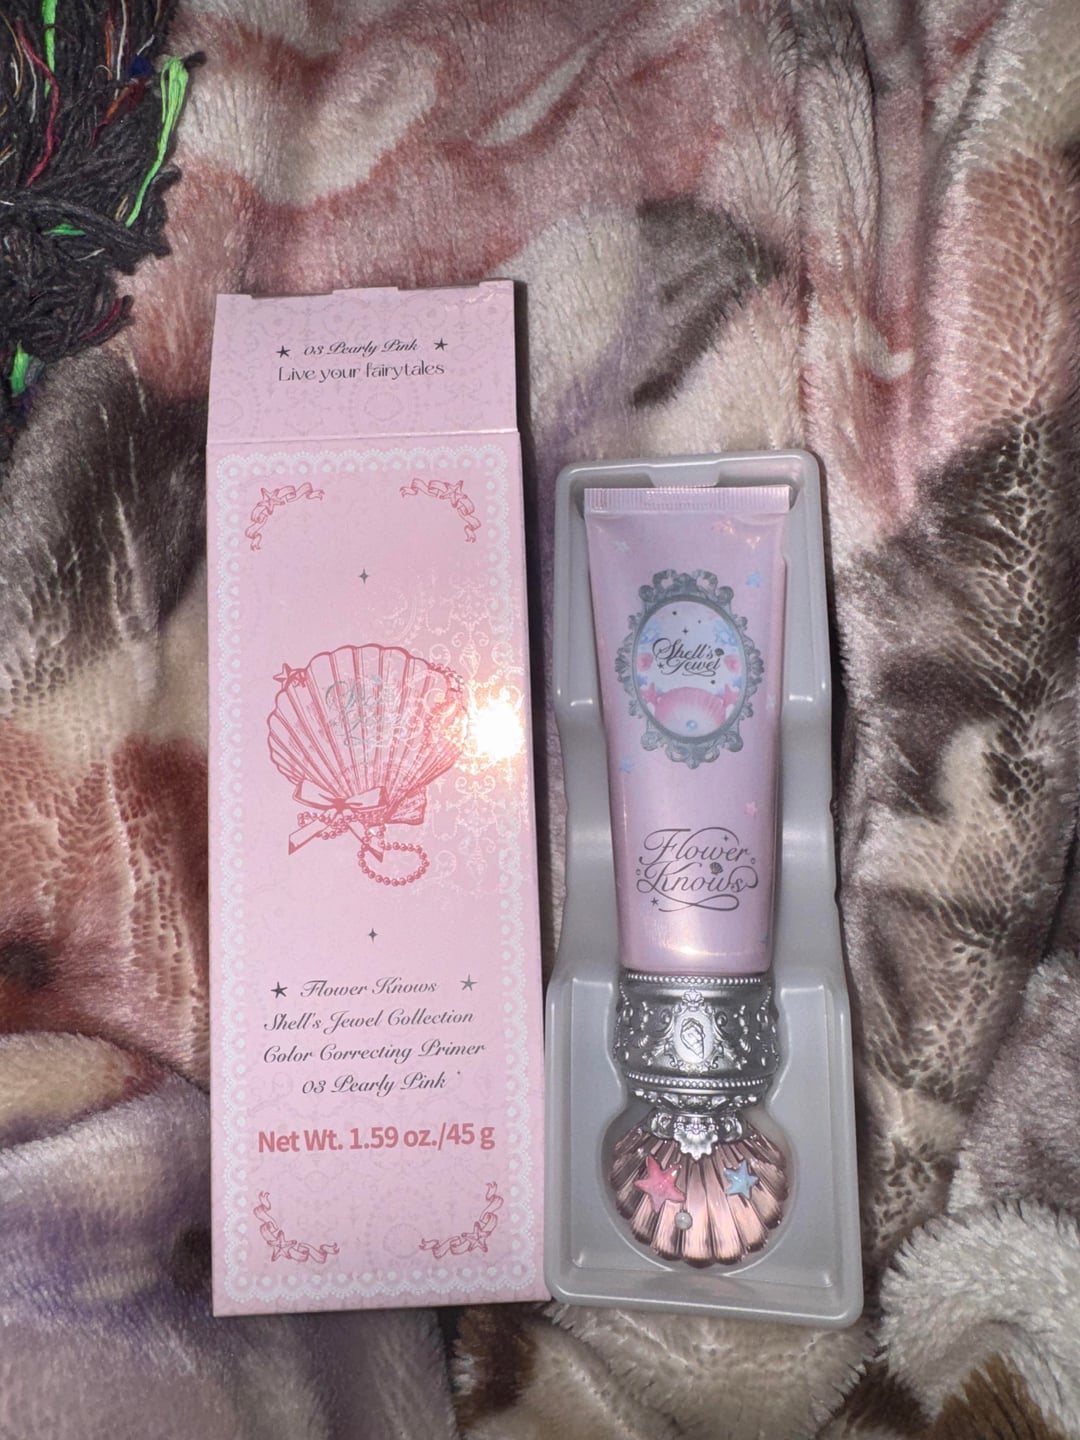 03 Pearly Pink
Live your fairytales
Flower Knows
Shell's Jewel Collection
Color Correcting Primer
03 Pearly Pink
Net Wt. 1.59 oz./45 g
Shell's
Jewel
Flower
Knows